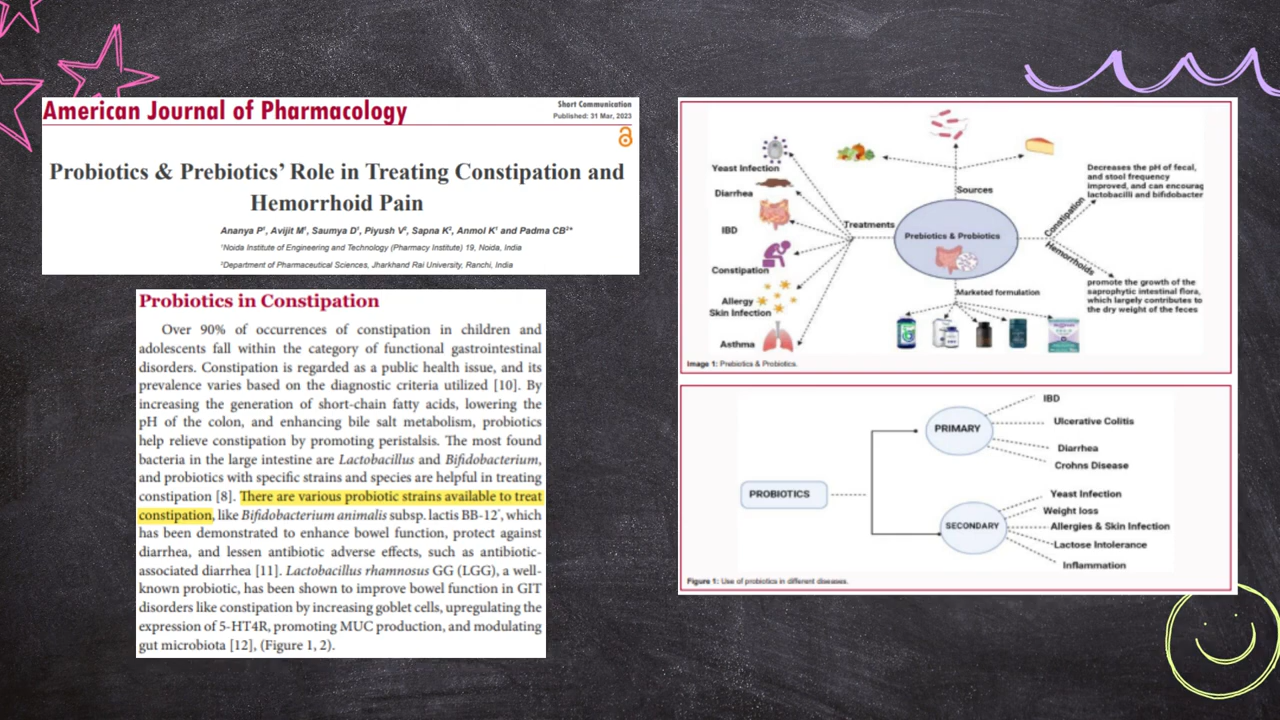 American Journal of Pharmacology
Short Communication
Published: 31 Mar, 2023
Probiotics & Prebiotics’ Role in Treating Constipation and
Hemorrhoid Pain
Ananya P¹, Avijit M¹, Saumya D¹, Piyush V², Sapna K², Anmol K¹ and Padma CB²*
¹Noida Institute of Engineering and Technology (Pharmacy Institute) 19, Noida, India
²Department of Pharmaceutical Sciences, Jharkhand Rai University, Ranchi, India
Probiotics in Constipation
Over 90% of occurrences of constipation in children and
adolescents fall within the category of functional gastrointestinal
disorders. Constipation is regarded as a public health issue, and its
prevalence varies based on the diagnostic criteria utilized [10]. By
increasing the generation of short-chain fatty acids, lowering the
pH of the colon, and enhancing bile salt metabolism, probiotics
help relieve constipation by promoting peristalsis. The most found
bacteria in the large intestine are Lactobacillus and Bifidobacterium,
and probiotics with specific strains and species are helpful in treating
constipation [8]. There are various probiotic strains available to treat
constipation, like Bifidobacterium animalis subsp. lactis BB-12', which
has been demonstrated to enhance bowel function, protect against
diarrhea, and lessen antibiotic adverse effects, such as antibiotic-
associated diarrhea [11]. Lactobacillus rhamnosus GG (LGG), a well-
known probiotic, has been shown to improve bowel function in GIT
disorders like constipation by increasing goblet cells, upregulating the
expression of 5-HT4R, promoting MUC production, and modulating
gut microbiota [12], (Figure 1, 2).
Yeast Infection
Diarrhea
IBD
Constipation
Allergy
Skin Infection
Asthma
Treatments
Sources
Prebiotics & Probiotics
Marketed formulation
Constipation
Hemorrhoids
Decreases the pH of fecal,
and stool frequency
improved, and can encourag
lactobacilli and bifidobacter
promote the growth of the
saprophytic intestinal flora,
which largely contributes to
the dry weight of the feces
Image 1: Prebiotics & Probiotics.
PROBIOTICS
PRIMARY
IBD
Ulcerative Colitis
Diarrhea
Crohns Disease
SECONDARY
Yeast Infection
Weight loss
Allergies & Skin Infection
Lactose Intolerance
Inflammation
Figure 1: Use of probiotics in different diseases.